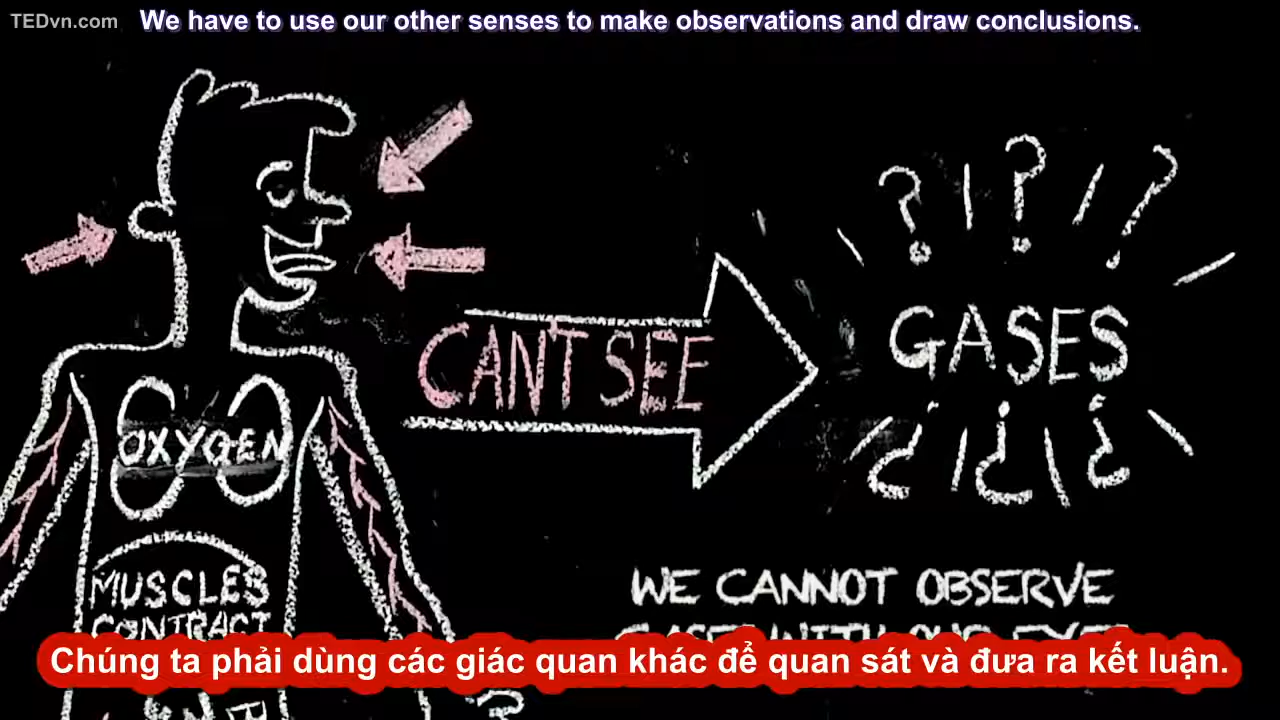 TEDvn.com
We have to use our other senses to make observations and draw conclusions.
CAN'T SEE
? ? ?
GASES
¿ ¿ ¿
OXYGEN
MUSCLES
CONTRACT
WE CANNOT OBSERVE
Chúng ta phải dùng các giác quan khác để quan sát và đưa ra kết luận.